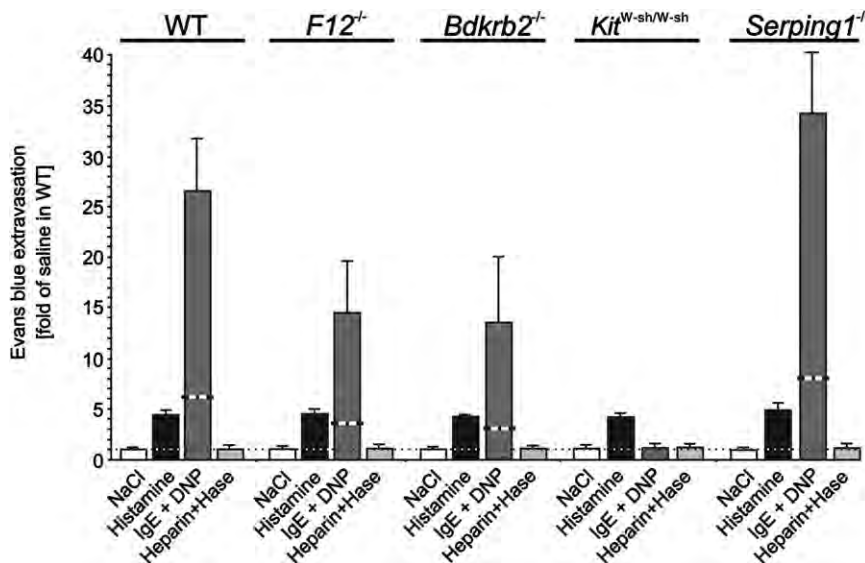 WT F12-/- Bdkrb2-/- KitW-sh/W-sh Serping1-/
Evans blue extravasation
[fold of saline in WT]
40
35
30
25
20
15
10
5
0
NaCl
Histamine
IgE + DNP
Heparin+Hase
NaCl
Histamine
IgE + DNP
Heparin+Hase
NaCl
Histamine
IgE + DNP
Heparin+Hase
NaCl
Histamine
IgE + DNP
Heparin+Hase
NaCl
Histamine
IgE + DNP
Heparin+Hase